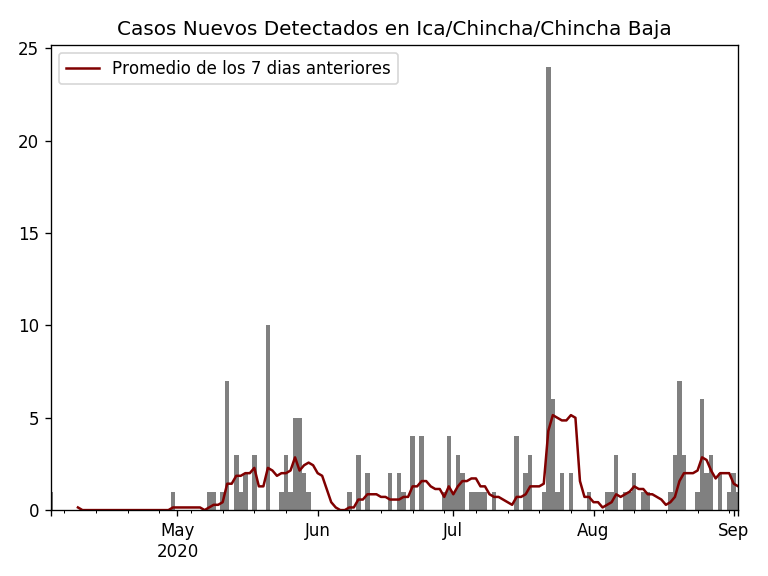 Casos Nuevos Detectados en Ica/Chincha/Chincha Baja
Promedio de los 7 dias anteriores
25
20
15
10
5
0
May Jun Jul Aug Sep
2020